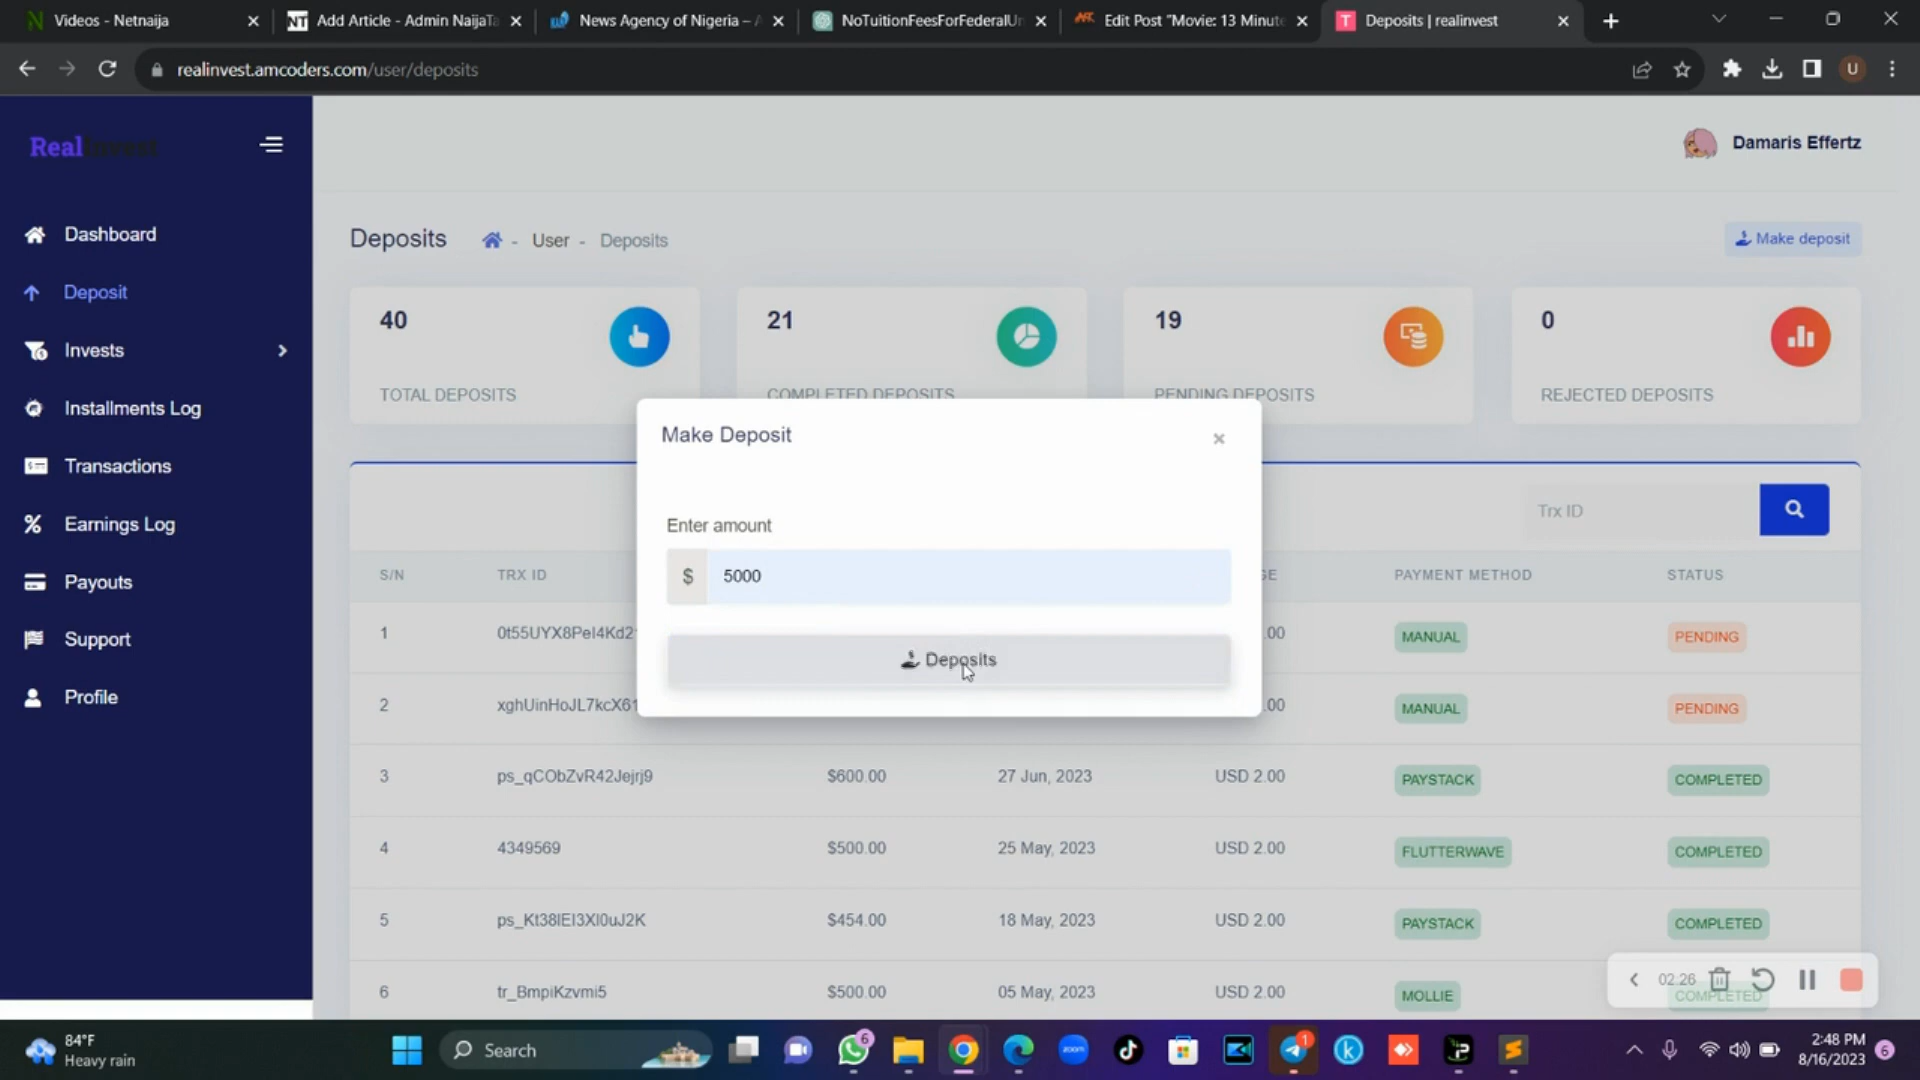 Videos - Netnaija
Add Article - Admin NaijaTa
News Agency of Nigeria – A
NoTuitionFeesForFederalUn
Edit Post "Movie: 13 Minute
Deposits | realinvest
realinvest.amcoders.com/user/deposits
U
RealInvest
Damaris Effertz
Dashboard
Deposit
Invests
Installments Log
Transactions
Earnings Log
Payouts
Support
Profile
Deposits
- User - Deposits
Make deposit
40
TOTAL DEPOSITS
21
COMPLETED DEPOSITS
19
PENDING DEPOSITS
0
REJECTED DEPOSITS
Make Deposit
×
Enter amount
$ 5000
Deposits
Trx ID
S/N TRX ID GE PAYMENT METHOD STATUS
1 0t55UYX8PeI4Kd2 .00 MANUAL PENDING
2 xghUinHoJL7kcX61 .00 MANUAL PENDING
3 ps_qCObZvR42Jejrj9 $600.00 27 Jun, 2023 USD 2.00 PAYSTACK COMPLETED
4 4349569 $500.00 25 May, 2023 USD 2.00 FLUTTERWAVE COMPLETED
5 ps_Kt38IEI3XI0uJ2K $454.00 18 May, 2023 USD 2.00 PAYSTACK COMPLETED
6 tr_BmpiKzvmi5 $500.00 05 May, 2023 USD 2.00 MOLLIE COMPLETED
02:26
84°F
Heavy rain
Search
6
zoom
1
2:48 PM
8/16/2023
6